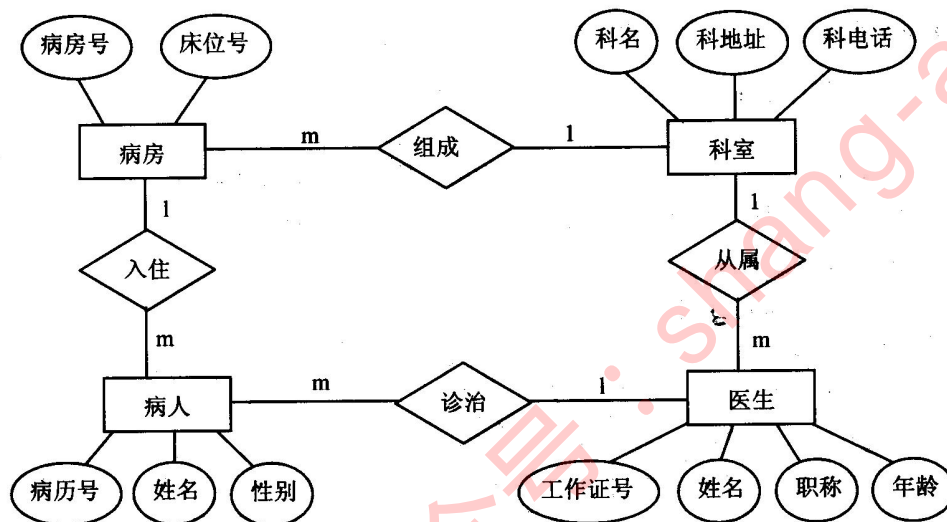 病房号 床位号 科名 科地址 科电话
病房 m 组成 1 科室
1 1
入住 从属
m m
病人 m 诊治 1 医生
病历号 姓名 性别 工作证号 姓名 职称 年龄
号：shang-a